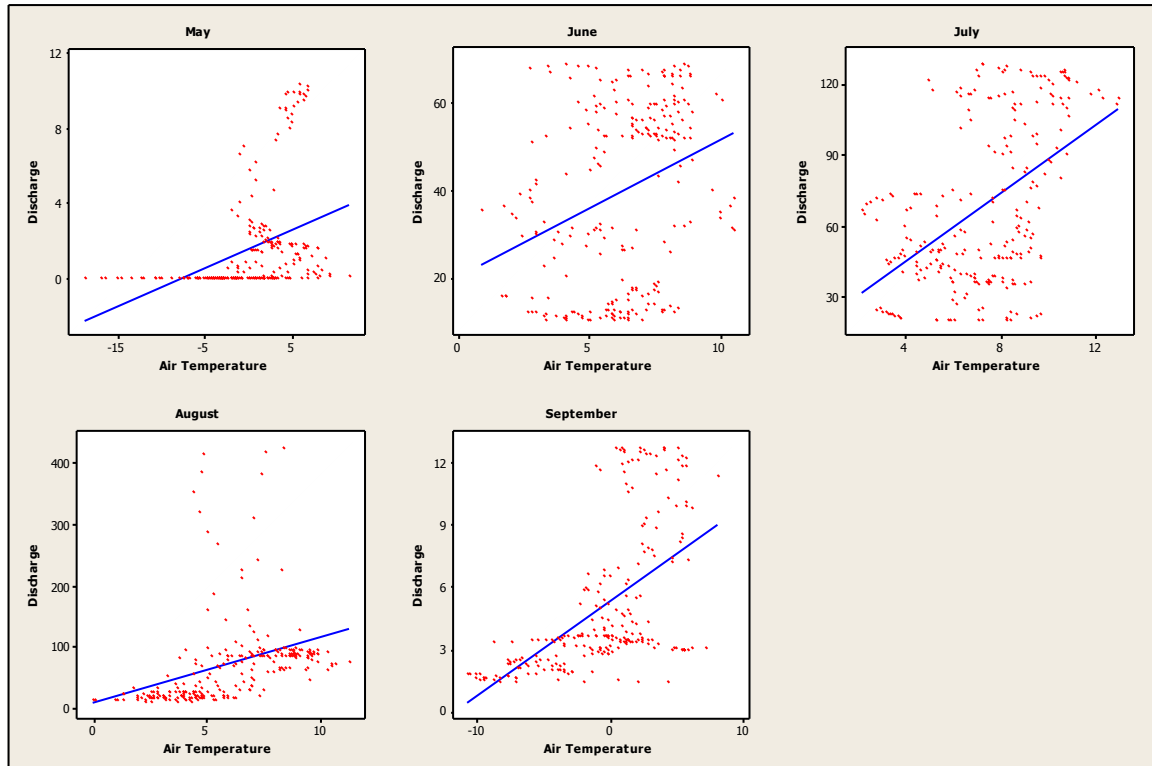 May
12
8
4
0
-15 -5 5
Discharge
Air Temperature
June
60
40
20
0 5 10
Discharge
Air Temperature
July
120
90
60
30
4 8 12
Discharge
Air Temperature
August
400
300
200
100
0
0 5 10
Discharge
Air Temperature
September
12
9
6
3
0
-10 0 10
Discharge
Air Temperature